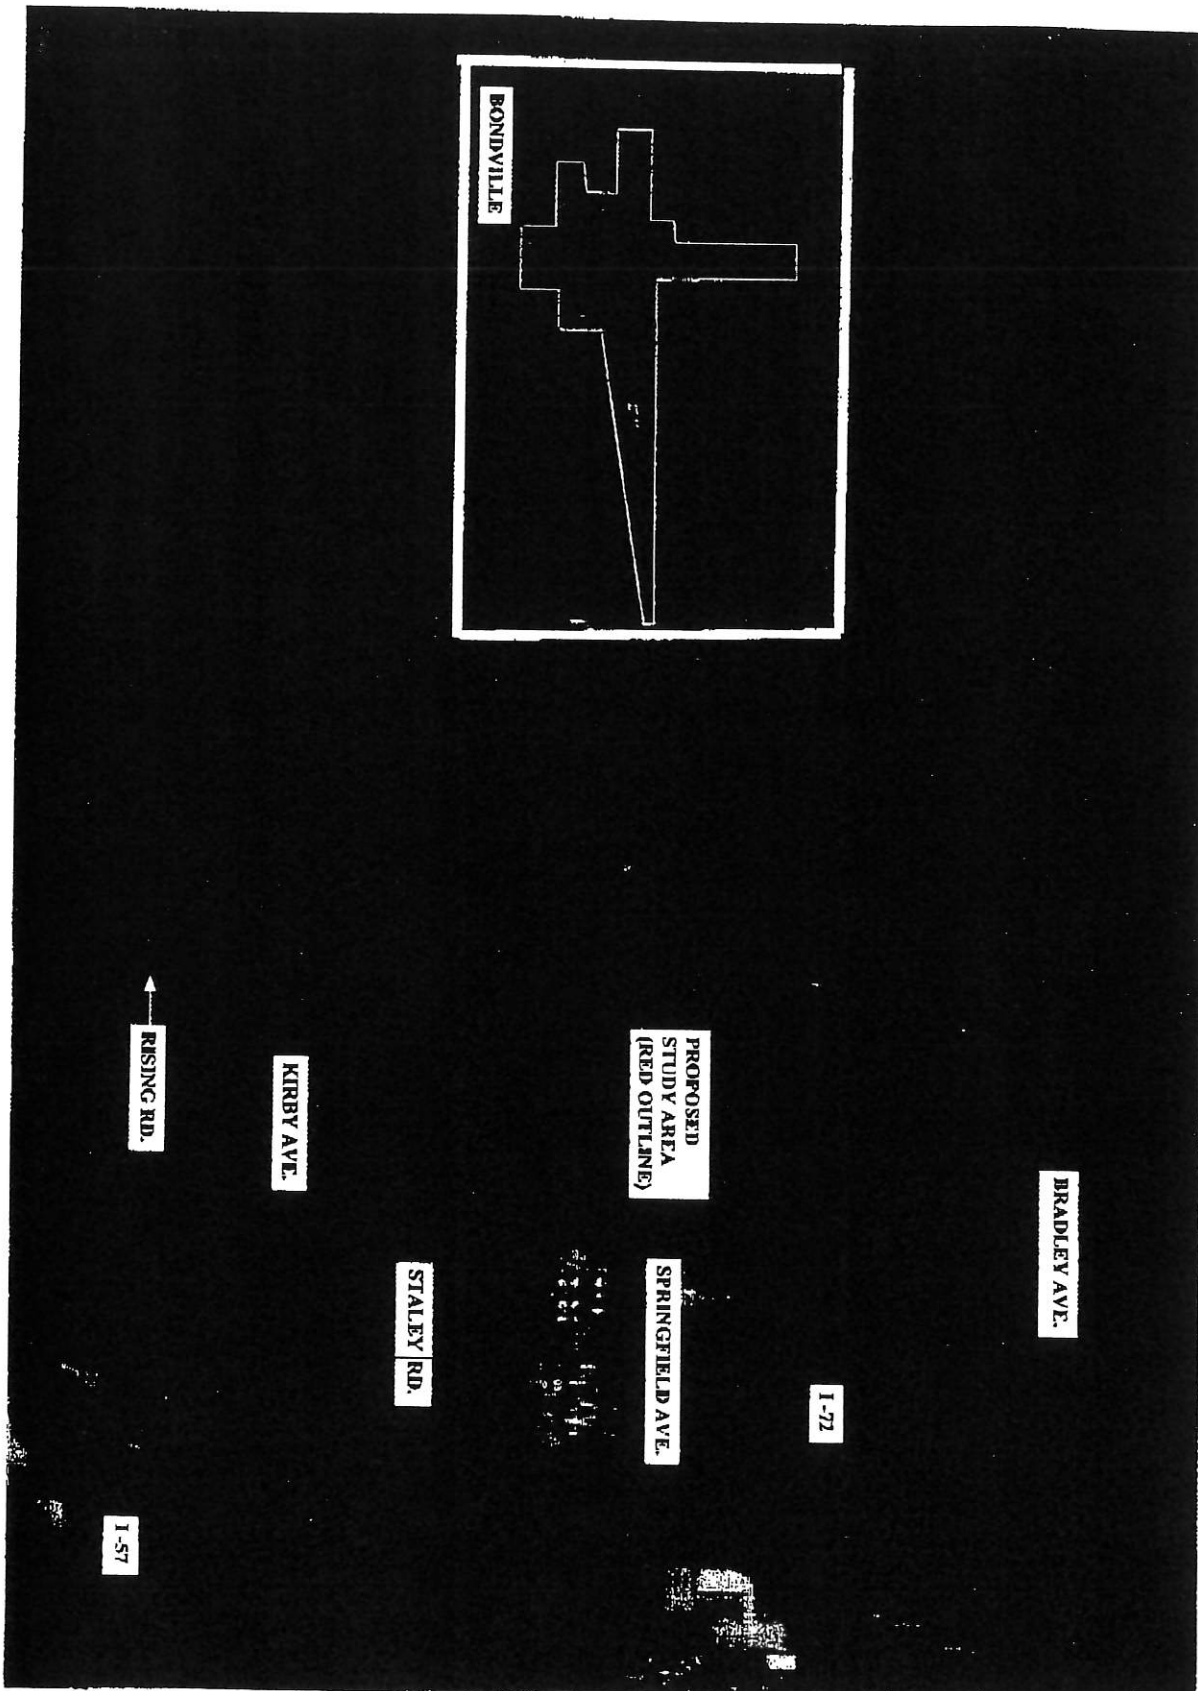 BRADLEY AVE.
I-72
PROPOSED
STUDY AREA
(RED OUTLINE)
SPRINGFIELD AVE.
BONDVILLE
STALEY RD.
KIRBY AVE.
RISING RD.
I-57